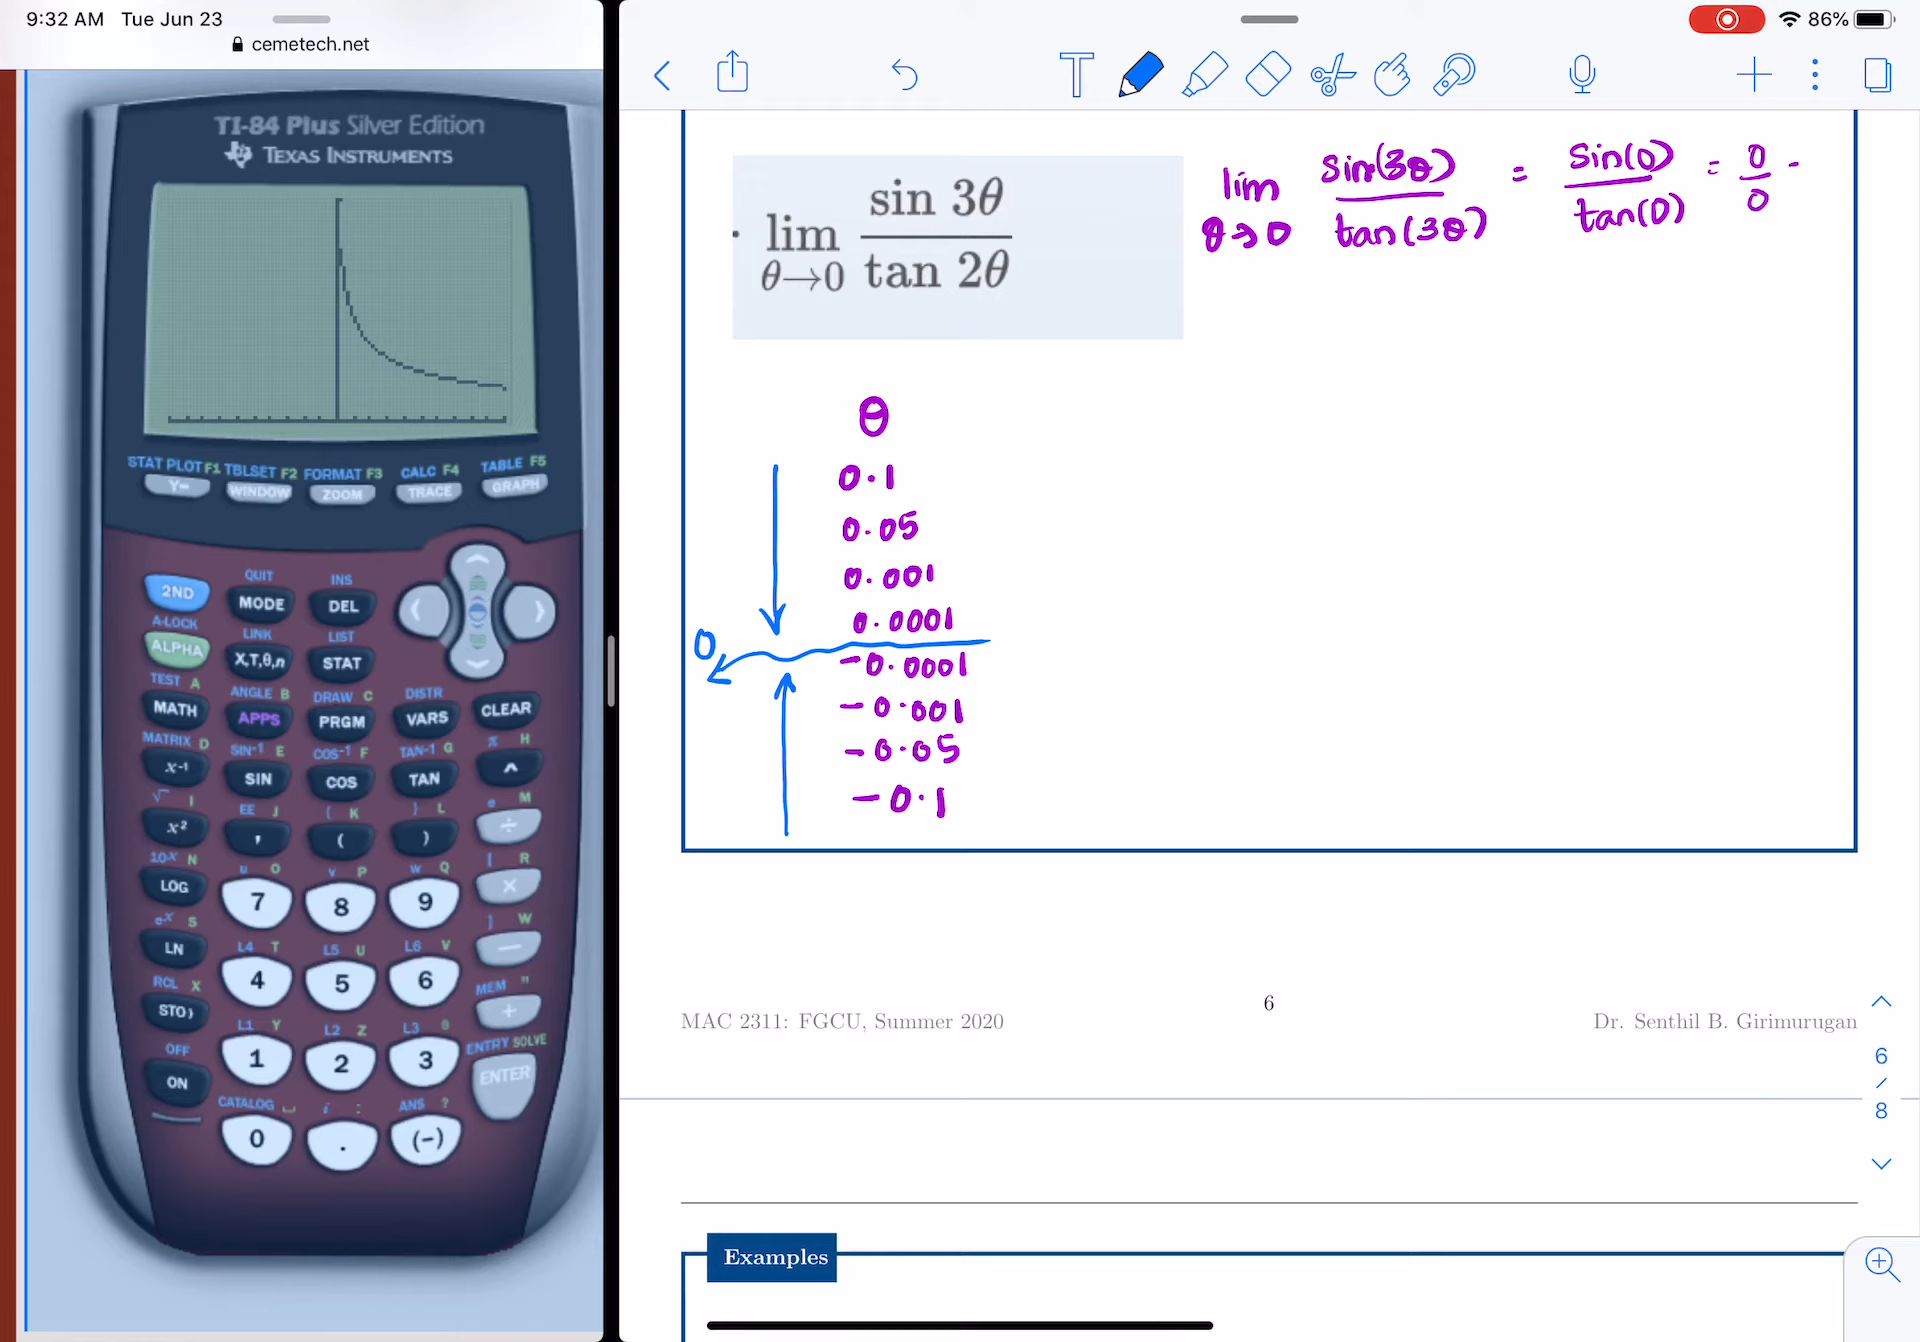 9:32 AM Tue Jun 23
cemetech.net
86%
TI-84 Plus Silver Edition
TEXAS INSTRUMENTS
STAT PLOT F1 TBLSET F2 FORMAT F3 CALC F4 TABLE F5
Y= WINDOW ZOOM TRACE GRAPH
QUIT INS
2ND MODE DEL
A-LOCK LINK LIST
ALPHA X,T,θ,n STAT
TEST A ANGLE B DRAW C DISTR
MATH APPS PRGM VARS CLEAR
MATRIX D SIN⁻¹ E COS⁻¹ F TAN⁻¹ G π H
x⁻¹ SIN COS TAN ^
√ I EE J { K } L e M
x² , ( ) ÷
10ˣ N u O v P w Q [ R
LOG 7 8 9 ×
eˣ S L4 T L5 U L6 V ] W
LN 4 5 6 −
RCL X L1 Y L2 Z L3 θ MEM "
STO⟩ 1 2 3 +
OFF ENTRY SOLVE
ON ENTER
CATALOG ⎵ i : ANS ?
0 . (−)
lim θ→0 sin 3θ / tan 2θ
lim θ→0 sin(3θ) / tan(3θ) = sin(0) / tan(0) = 0/0 -
θ
0.1
0.05
0.001
0.0001
0
-0.0001
-0.001
-0.05
-0.1
6
MAC 2311: FGCU, Summer 2020
Dr. Senthil B. Girimurugan
6 / 8
Examples